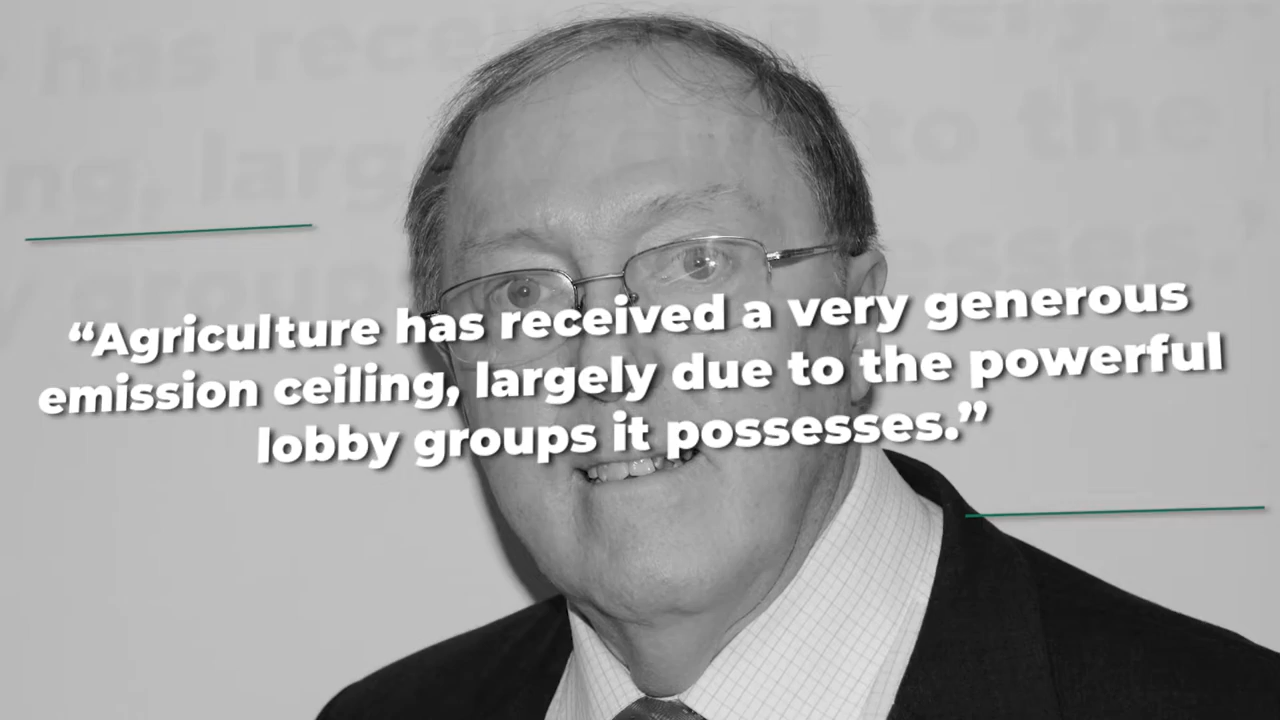 “Agriculture has received a very generous
emission ceiling, largely due to the powerful
lobby groups it possesses.”